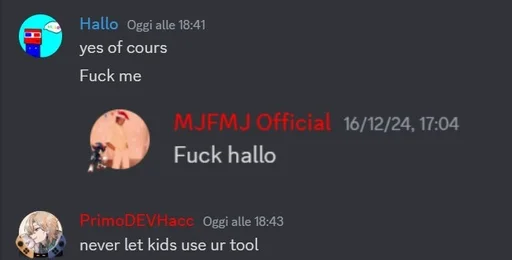 Hallo Oggi alle 18:41
yes of cours
Fuck me
MJFMJ Official 16/12/24, 17:04
Fuck hallo
PrimoDEVHacc Oggi alle 18:43
never let kids use ur tool